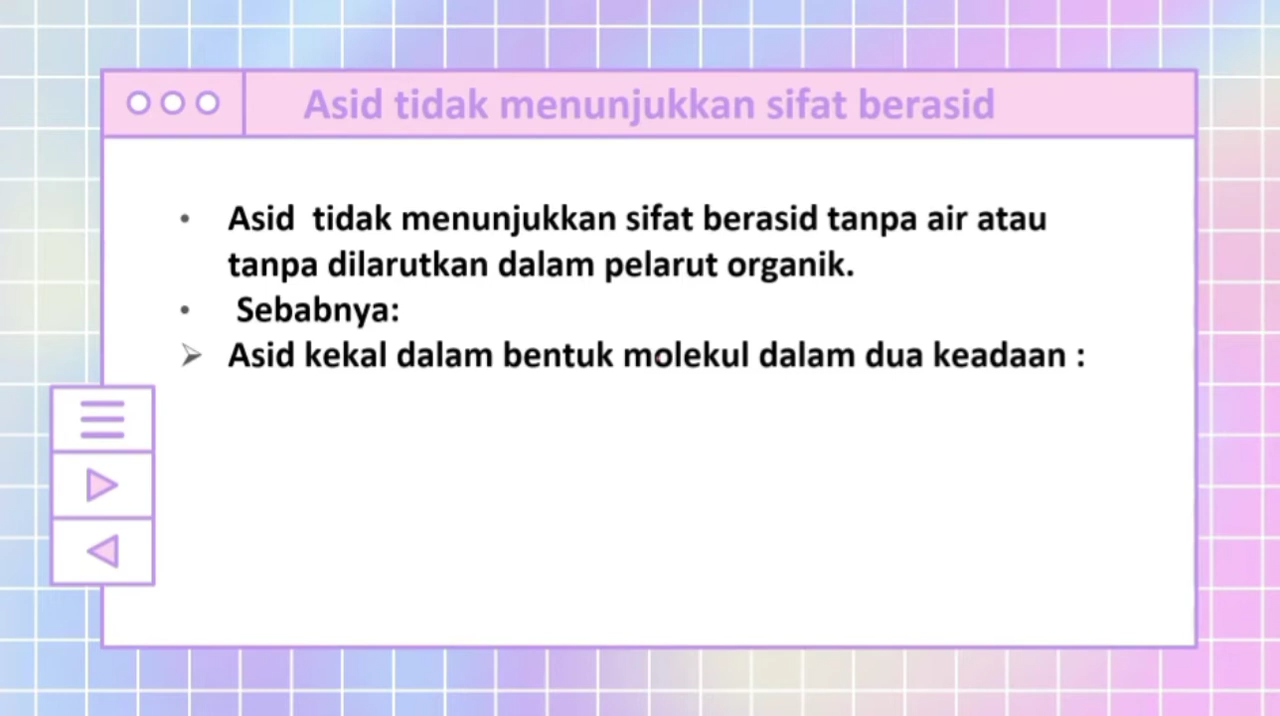 Asid tidak menunjukkan sifat berasid
• Asid  tidak menunjukkan sifat berasid tanpa air atau
tanpa dilarutkan dalam pelarut organik.
• Sebabnya:
➢ Asid kekal dalam bentuk molekul dalam dua keadaan :